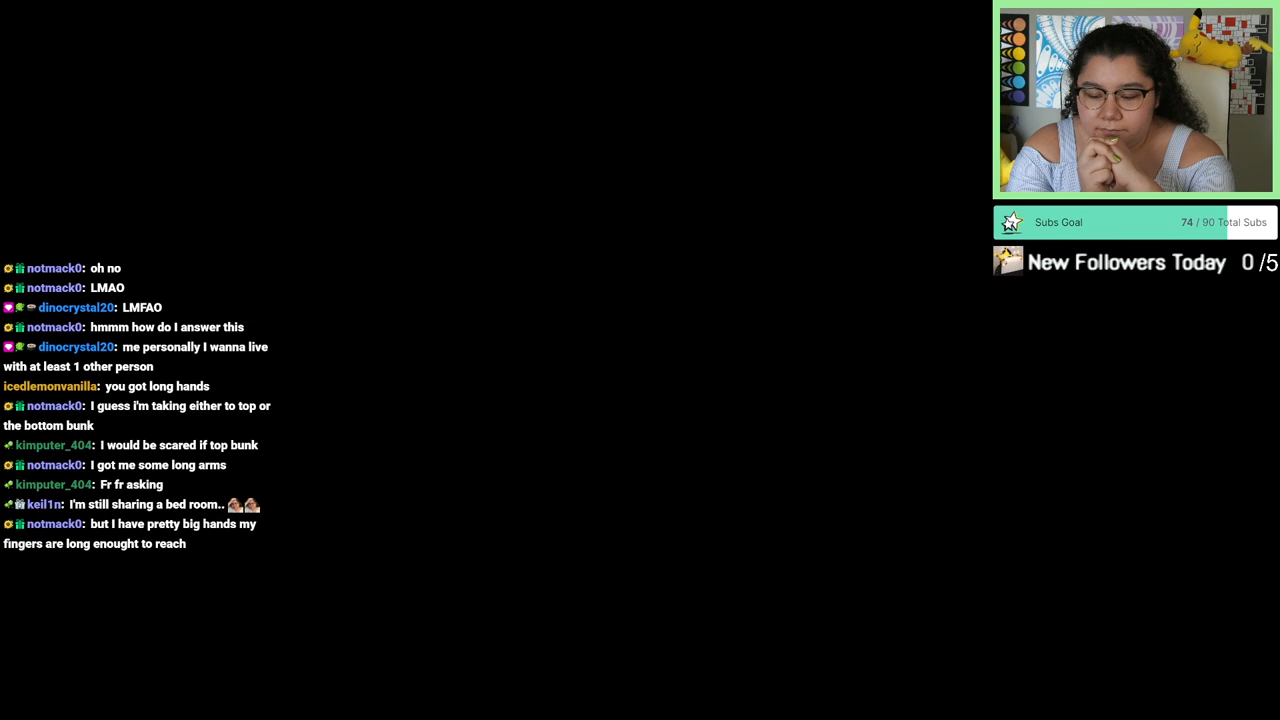 Subs Goal 74 / 90 Total Subs
New Followers Today 0 /5
notmack0: oh no
notmack0: LMAO
dinocrystal20: LMFAO
notmack0: hmmm how do I answer this
dinocrystal20: me personally I wanna live
with at least 1 other person
icedlemonvanilla: you got long hands
notmack0: I guess i'm taking either to top or
the bottom bunk
kimputer_404: I would be scared if top bunk
notmack0: I got me some long arms
kimputer_404: Fr fr asking
keil1n: I'm still sharing a bed room..
notmack0: but I have pretty big hands my
fingers are long enought to reach